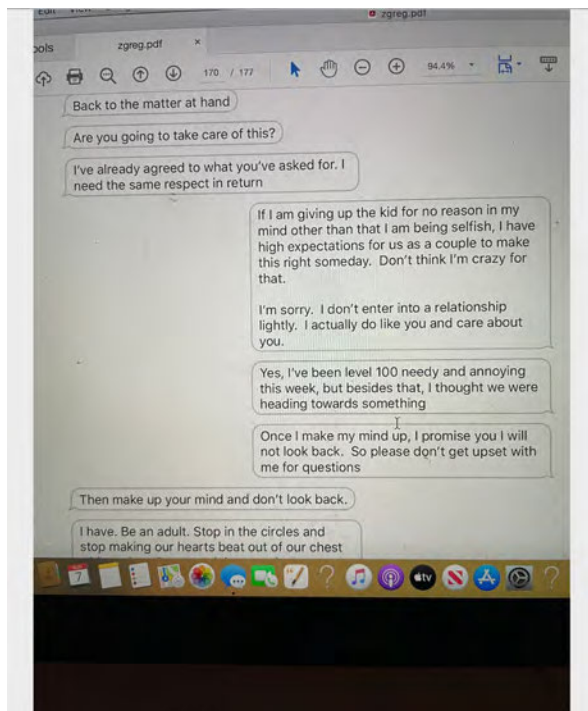 zgreg.pdf
ools
zgreg.pdf ×
170 / 177
94.4%
Back to the matter at hand
Are you going to take care of this?
I've already agreed to what you've asked for. I
need the same respect in return
If I am giving up the kid for no reason in my
mind other than that I am being selfish, I have
high expectations for us as a couple to make
this right someday.  Don't think I'm crazy for
that.
I'm sorry.  I don't enter into a relationship
lightly.  I actually do like you and care about
you.
Yes, I've been level 100 needy and annoying
this week, but besides that, I thought we were
heading towards something
Once I make my mind up, I promise you I will
not look back.  So please don't get upset with
me for questions
Then make up your mind and don't look back.
I have. Be an adult. Stop in the circles and
stop making our hearts beat out of our chest
7
tv